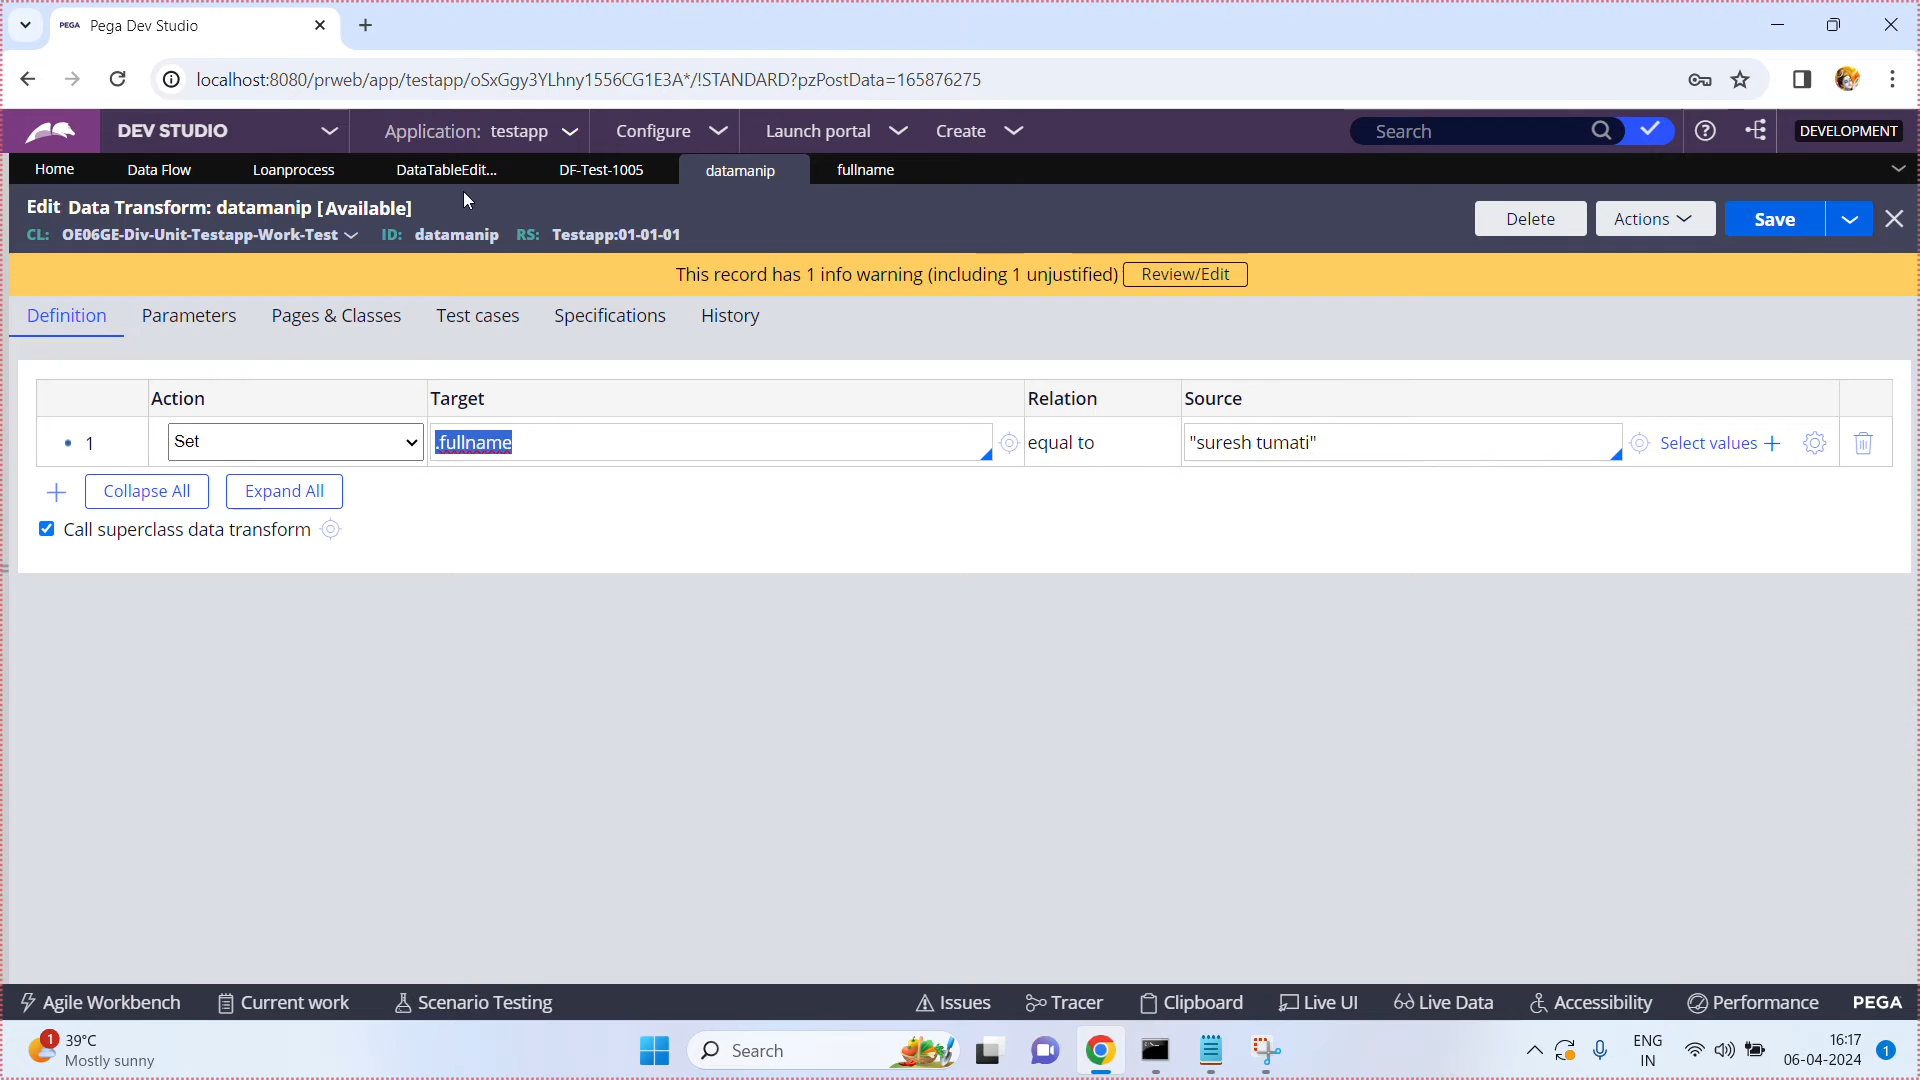 PEGA Pega Dev Studio
localhost:8080/prweb/app/testapp/oSxGgy3YLhny1556CG1E3A*/!STANDARD?pzPostData=165876275
DEV STUDIO Application: testapp Configure Launch portal Create Search DEVELOPMENT
Home Data Flow Loanprocess DataTableEdit... DF-Test-1005 datamanip fullname
Edit Data Transform: datamanip [Available]
CL: OE06GE-Div-Unit-Testapp-Work-Test ID: datamanip RS: Testapp:01-01-01
Delete Actions Save
This record has 1 info warning (including 1 unjustified) Review/Edit
Definition Parameters Pages & Classes Test cases Specifications History
Action Target Relation Source
1 Set .fullname equal to "suresh tumati" Select values
Collapse All Expand All
Call superclass data transform
Agile Workbench Current work Scenario Testing Issues Tracer Clipboard Live UI Live Data Accessibility Performance PEGA
1 39°C
Mostly sunny
Search
ENG
IN
16:17
06-04-2024
1